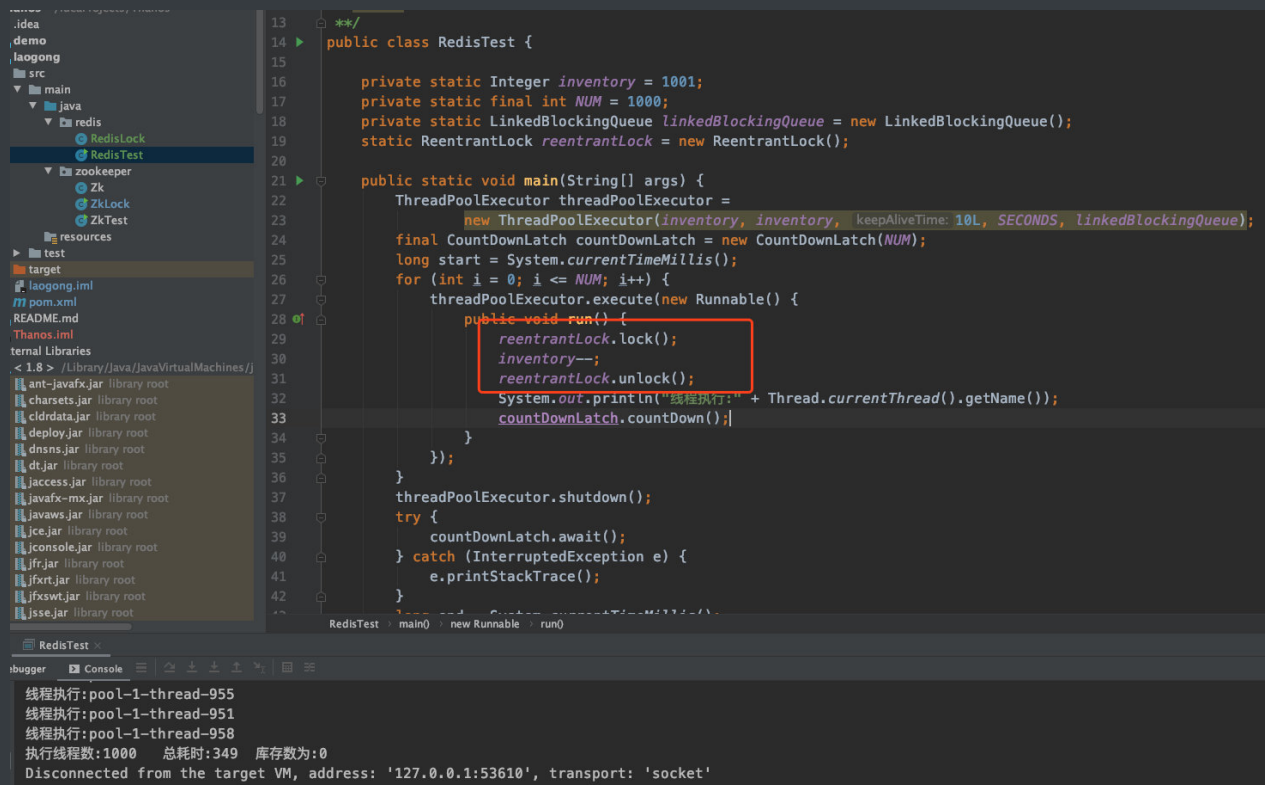 .idea
demo
laogong
src
main
java
redis
RedisLock
RedisTest
zookeeper
Zk
ZkLock
ZkTest
resources
test
target
laogong.iml
pom.xml
README.md
Thanos.iml
ternal Libraries
< 1.8 > /Library/Java/JavaVirtualMachines/j
ant-javafx.jar library root
charsets.jar library root
cldrdata.jar library root
deploy.jar library root
dnsns.jar library root
dt.jar library root
jaccess.jar library root
javafx-mx.jar library root
javaws.jar library root
jce.jar library root
jconsole.jar library root
jfr.jar library root
jfxrt.jar library root
jfxswt.jar library root
jsse.jar library root
13 **/
14 public class RedisTest {
15
16 private static Integer inventory = 1001;
17 private static final int NUM = 1000;
18 private static LinkedBlockingQueue linkedBlockingQueue = new LinkedBlockingQueue();
19 static ReentrantLock reentrantLock = new ReentrantLock();
20
21 public static void main(String[] args) {
22 ThreadPoolExecutor threadPoolExecutor =
23 new ThreadPoolExecutor(inventory, inventory, keepAliveTime: 10L, SECONDS, linkedBlockingQueue);
24 final CountDownLatch countDownLatch = new CountDownLatch(NUM);
25 long start = System.currentTimeMillis();
26 for (int i = 0; i <= NUM; i++) {
27 threadPoolExecutor.execute(new Runnable() {
28 public void run() {
29 reentrantLock.lock();
30 inventory--;
31 reentrantLock.unlock();
32 System.out.println("线程执行:" + Thread.currentThread().getName());
33 countDownLatch.countDown();
34 }
35 });
36 }
37 threadPoolExecutor.shutdown();
38 try {
39 countDownLatch.await();
40 } catch (InterruptedException e) {
41 e.printStackTrace();
42 }
RedisTest main() new Runnable run()
RedisTest
ebugger Console
线程执行:pool-1-thread-955
线程执行:pool-1-thread-951
线程执行:pool-1-thread-958
执行线程数:1000 总耗时:349 库存数为:0
Disconnected from the target VM, address: '127.0.0.1:53610', transport: 'socket'